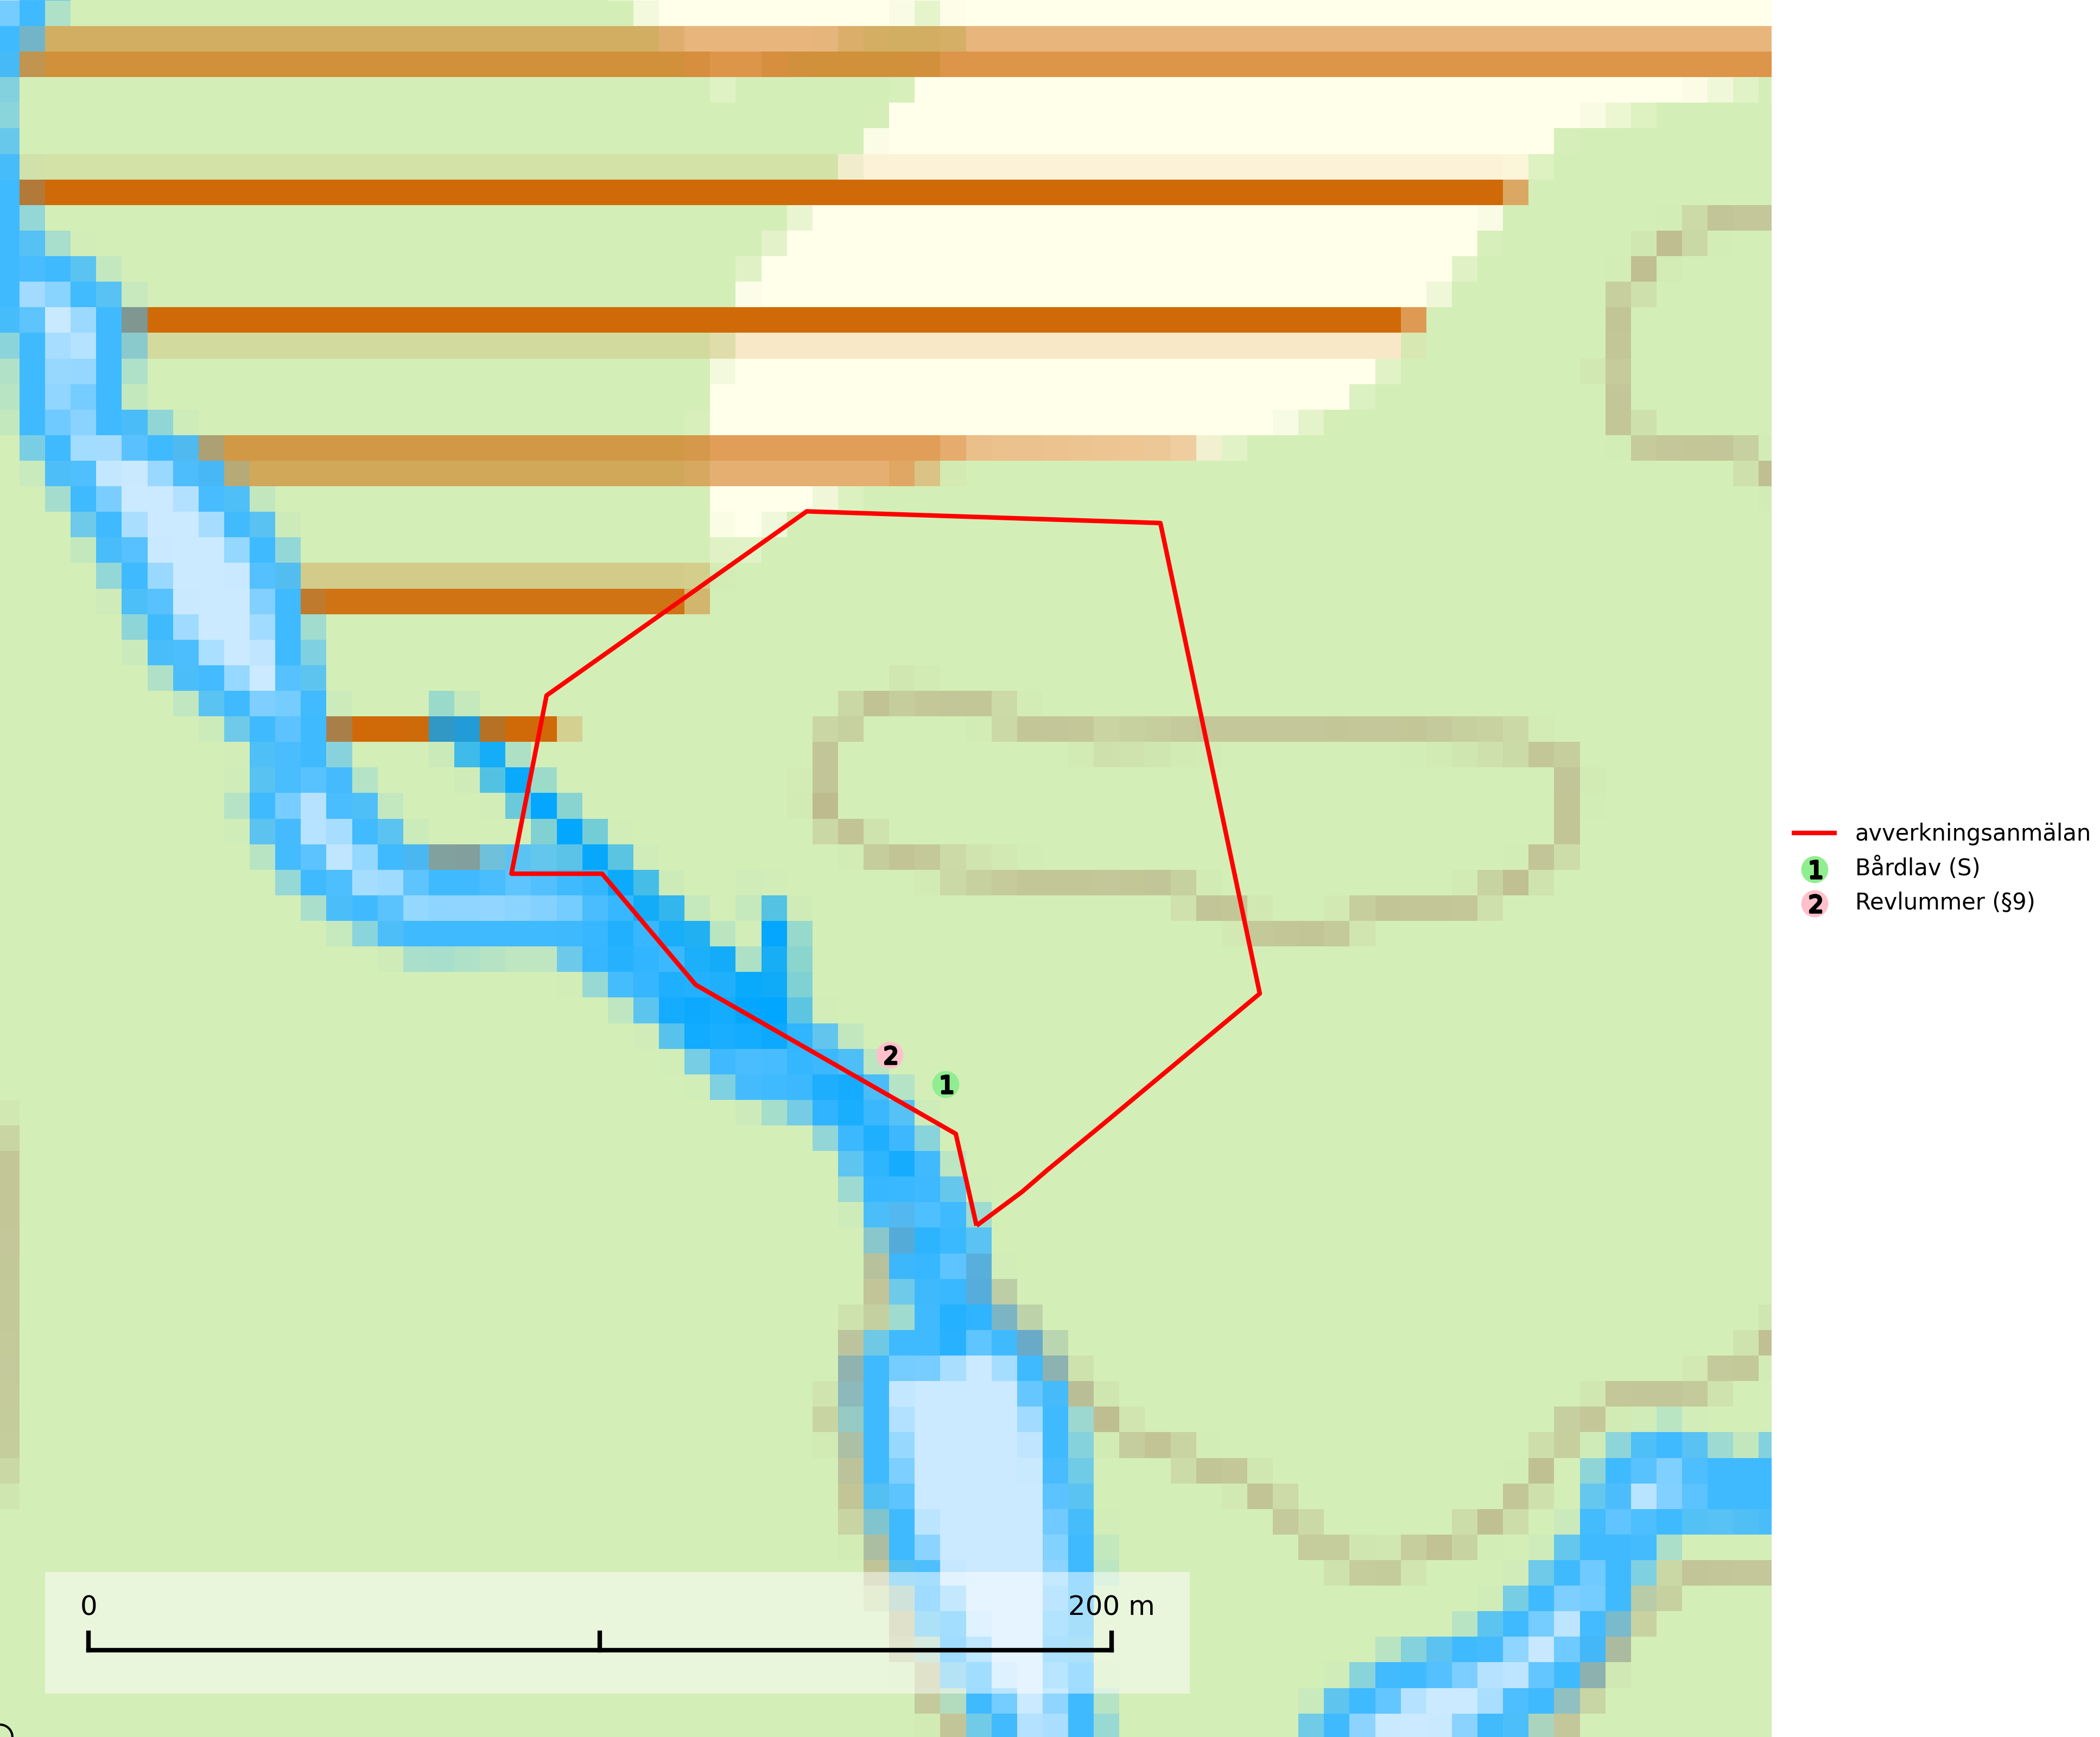 avverkningsanmälan
1 Bårdlav (S)
2 Revlummer (§9)
2
1
0
200 m